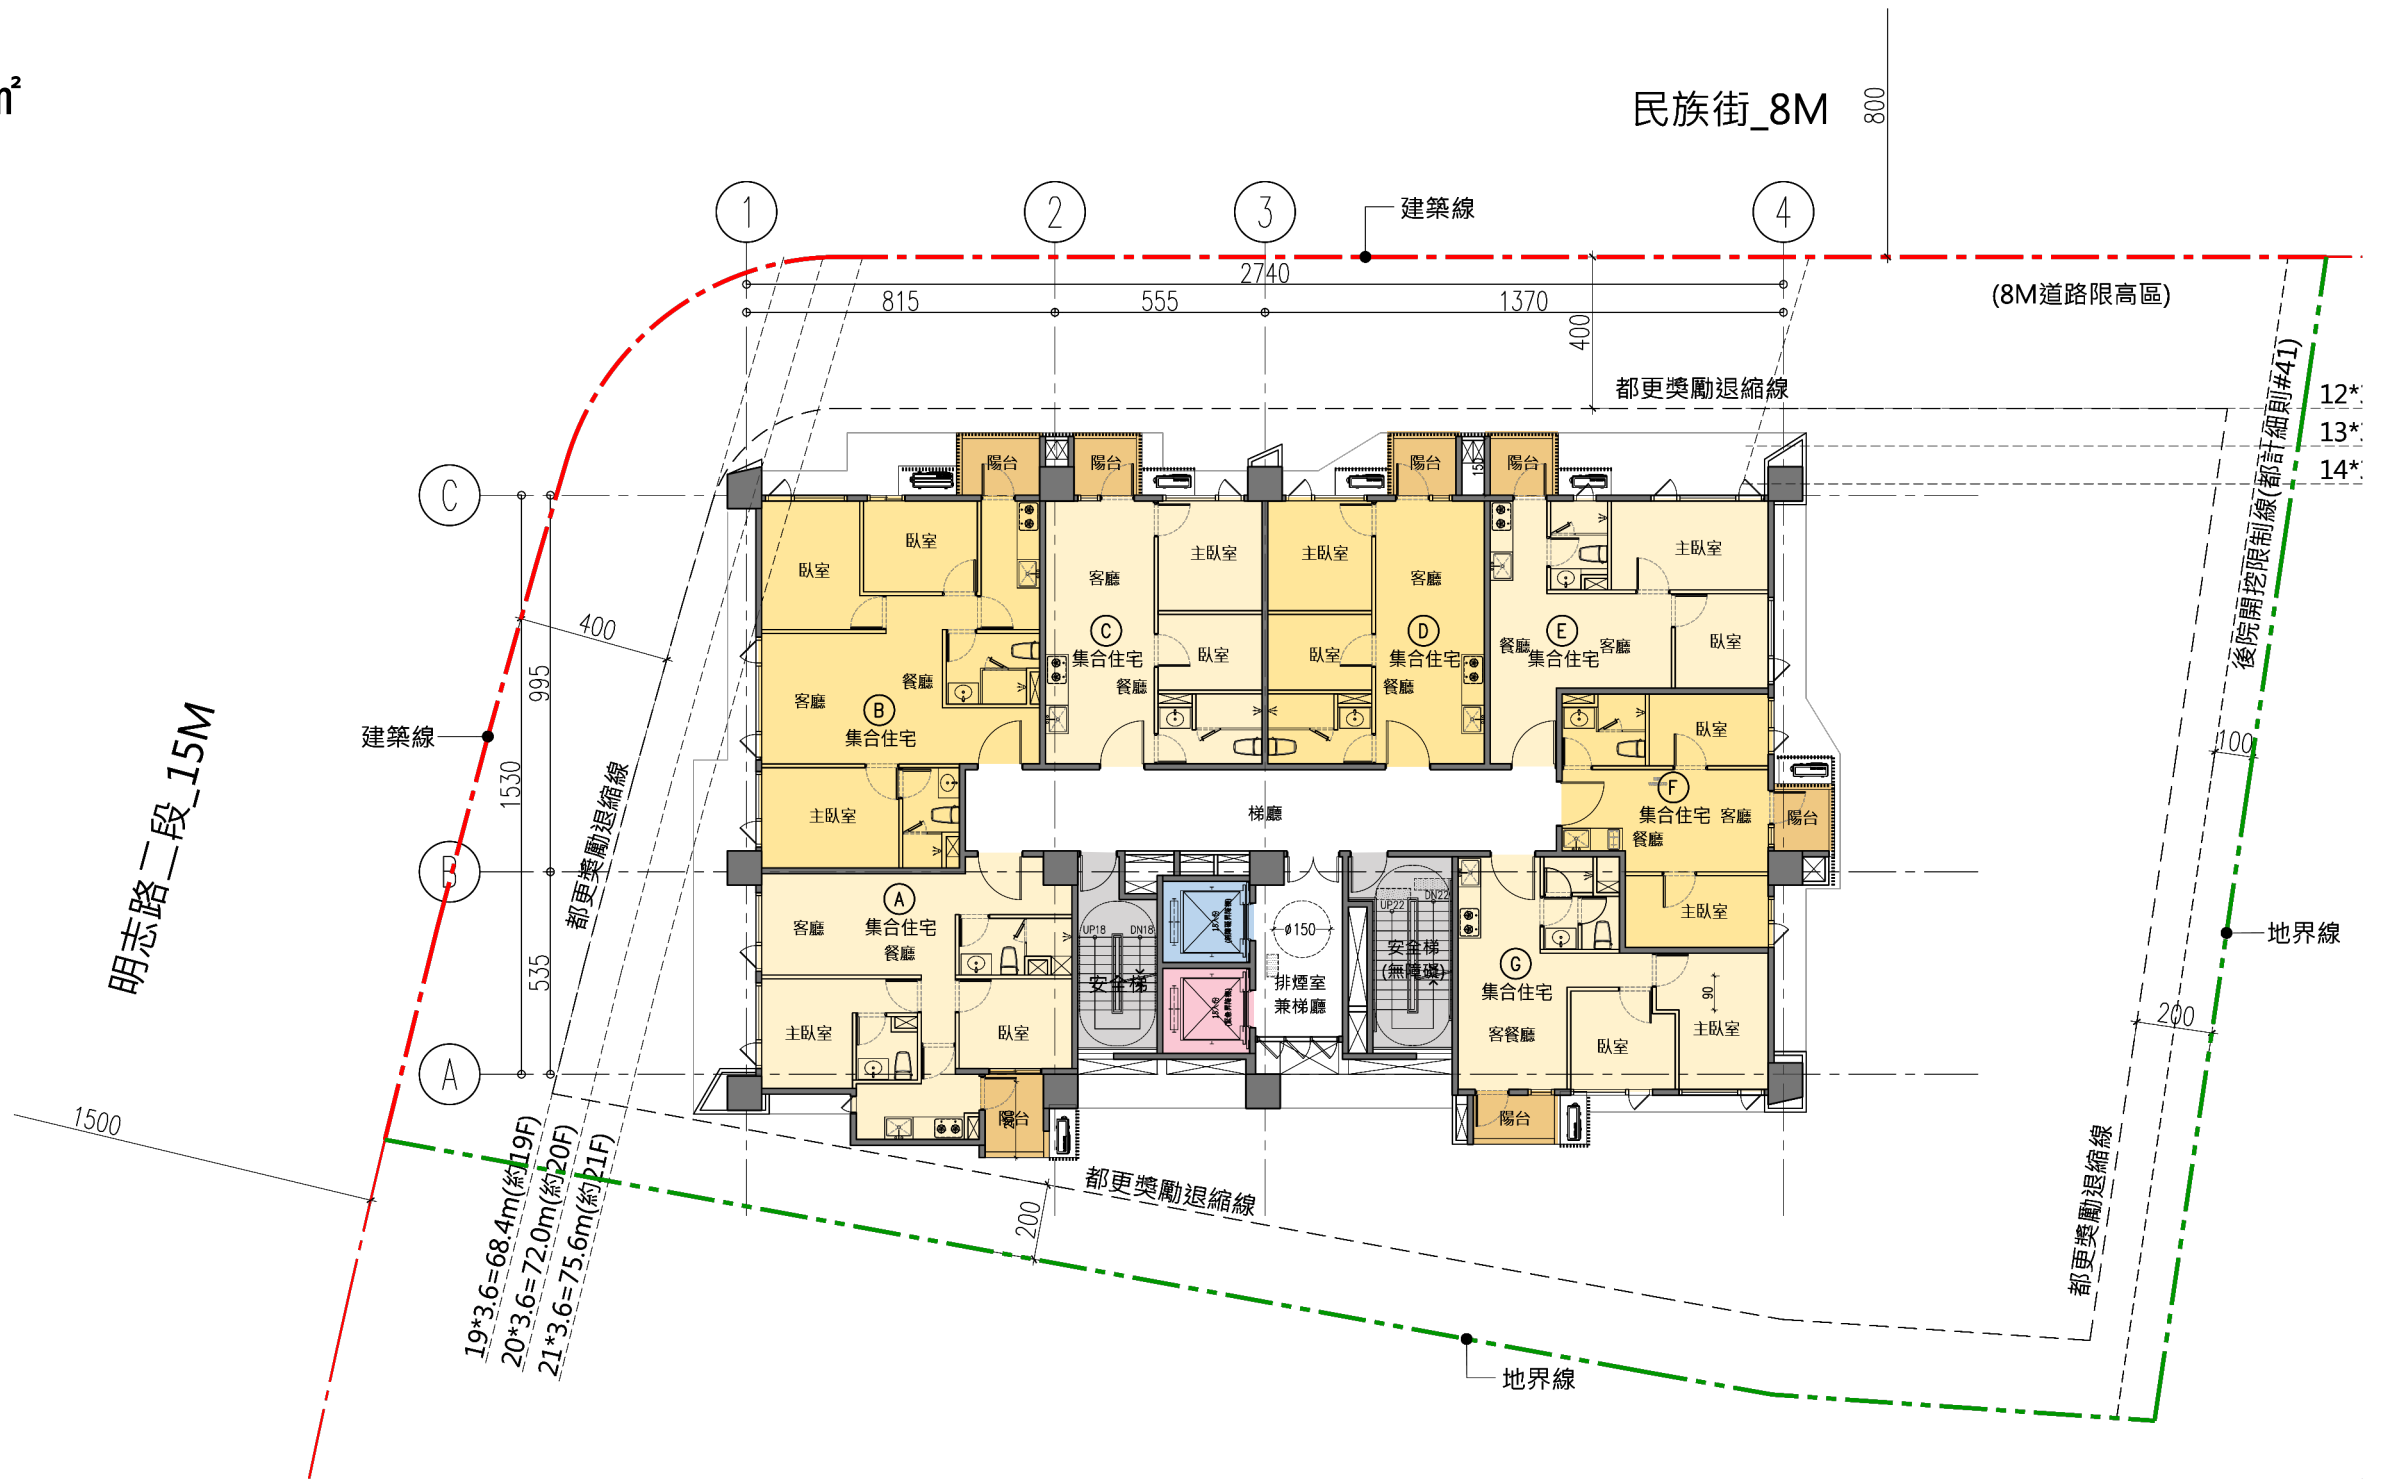 m²
民族街_8M
800
1
2
3
4
建築線
2740
815
555
1370
(8M道路限高區)
400
都更獎勵退縮線
後院開挖限制線(都計細則#41)
12*
13*
14*
C
陽台
陽台
陽台
陽台
150
臥室
臥室
主臥室
主臥室
主臥室
客廳
客廳
C
集合住宅
餐廳
臥室
臥室
D
集合住宅
餐廳
E
餐廳
集合住宅
客廳
臥室
400
995
客廳
餐廳
B
集合住宅
臥室
建築線
明志路二段_15M
1530
都更獎勵退縮線
100
主臥室
梯廳
F
集合住宅
客廳
餐廳
陽台
B
A
集合住宅
客廳
餐廳
主臥室
UP18
DN18
安全梯
ø150
排煙室
兼梯廳
UP22
DN22
安全梯
(無障礙)
G
集合住宅
客餐廳
90
主臥室
臥室
地界線
535
主臥室
臥室
200
A
陽台
陽台
1500
19*3.6=68.4m(約19F)
20*3.6=72.0m(約20F)
21*3.6=75.6m(約21F)
都更獎勵退縮線
200
都更獎勵退縮線
地界線